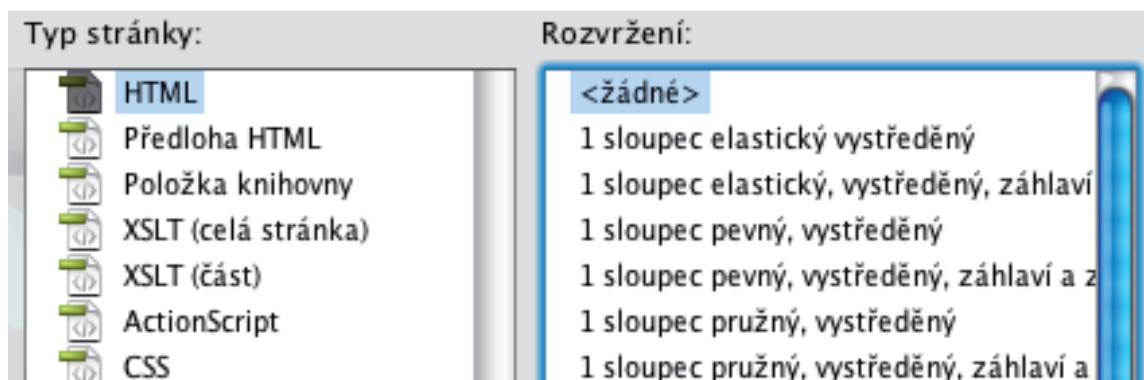 Typ stránky:
HTML
Předloha HTML
Položka knihovny
XSLT (celá stránka)
XSLT (část)
ActionScript
CSS
Rozvržení:
<žádné>
1 sloupec elastický vystředěný
1 sloupec elastický, vystředěný, záhlaví
1 sloupec pevný, vystředěný
1 sloupec pevný, vystředěný, záhlaví a z
1 sloupec pružný, vystředěný
1 sloupec pružný, vystředěný, záhlaví a